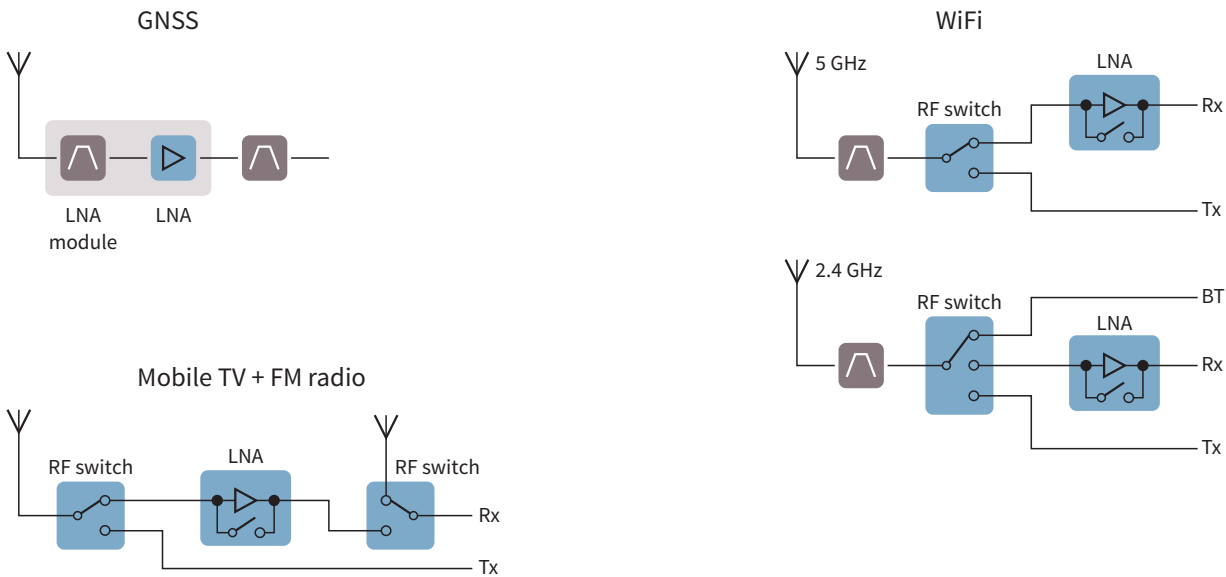 GNSS
LNA
module
LNA
WiFi
5 GHz
RF switch
LNA
Rx
Tx
2.4 GHz
RF switch
BT
LNA
Rx
Tx
Mobile TV + FM radio
RF switch
LNA
RF switch
Rx
Tx